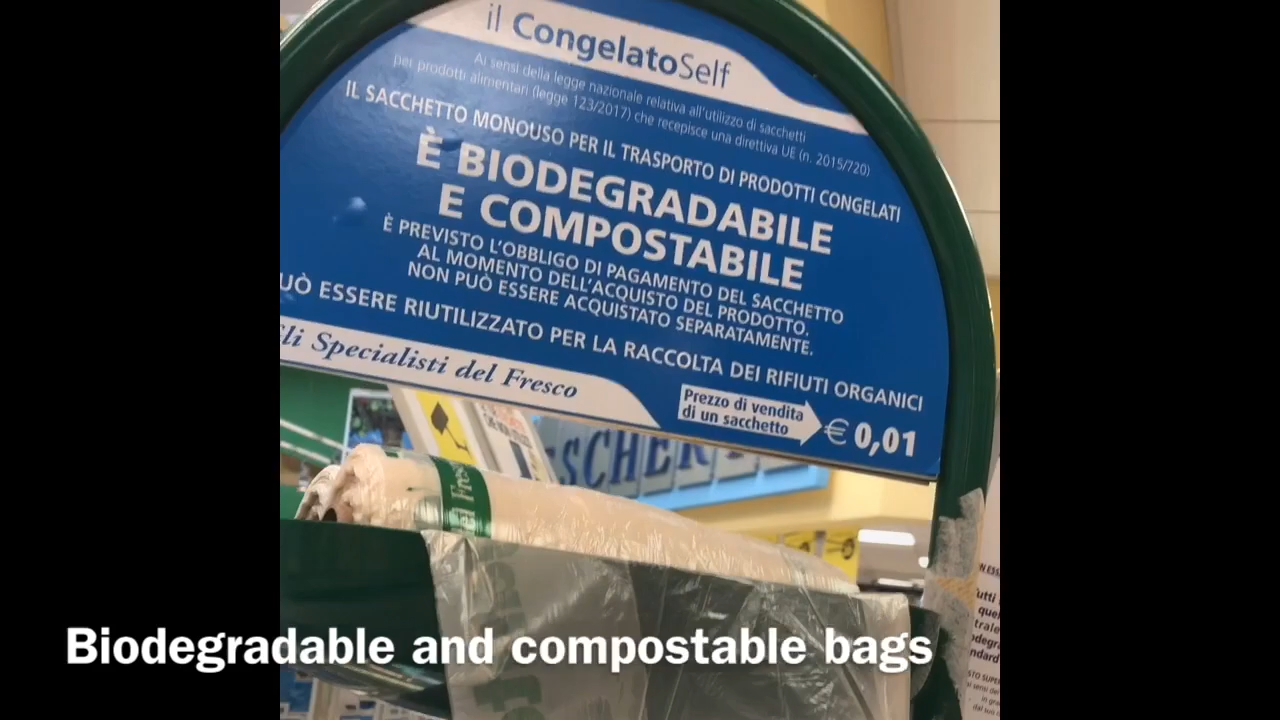 il CongelatoSelf
Ai sensi della legge nazionale relativa all'utilizzo di sacchetti
per prodotti alimentari (legge 123/2017) che recepisce una direttiva UE (n. 2015/720)
IL SACCHETTO MONOUSO PER IL TRASPORTO DI PRODOTTI CONGELATI
È BIODEGRADABILE
E COMPOSTABILE
È PREVISTO L'OBBLIGO DI PAGAMENTO DEL SACCHETTO
AL MOMENTO DELL'ACQUISTO DEL PRODOTTO.
NON PUÒ ESSERE ACQUISTATO SEPARATAMENTE.
UÒ ESSERE RIUTILIZZATO PER LA RACCOLTA DEI RIFIUTI ORGANICI
Gli Specialisti del Fresco
Prezzo di vendita
di un sacchetto
€ 0,01
SCHER
Biodegradable and compostable bags